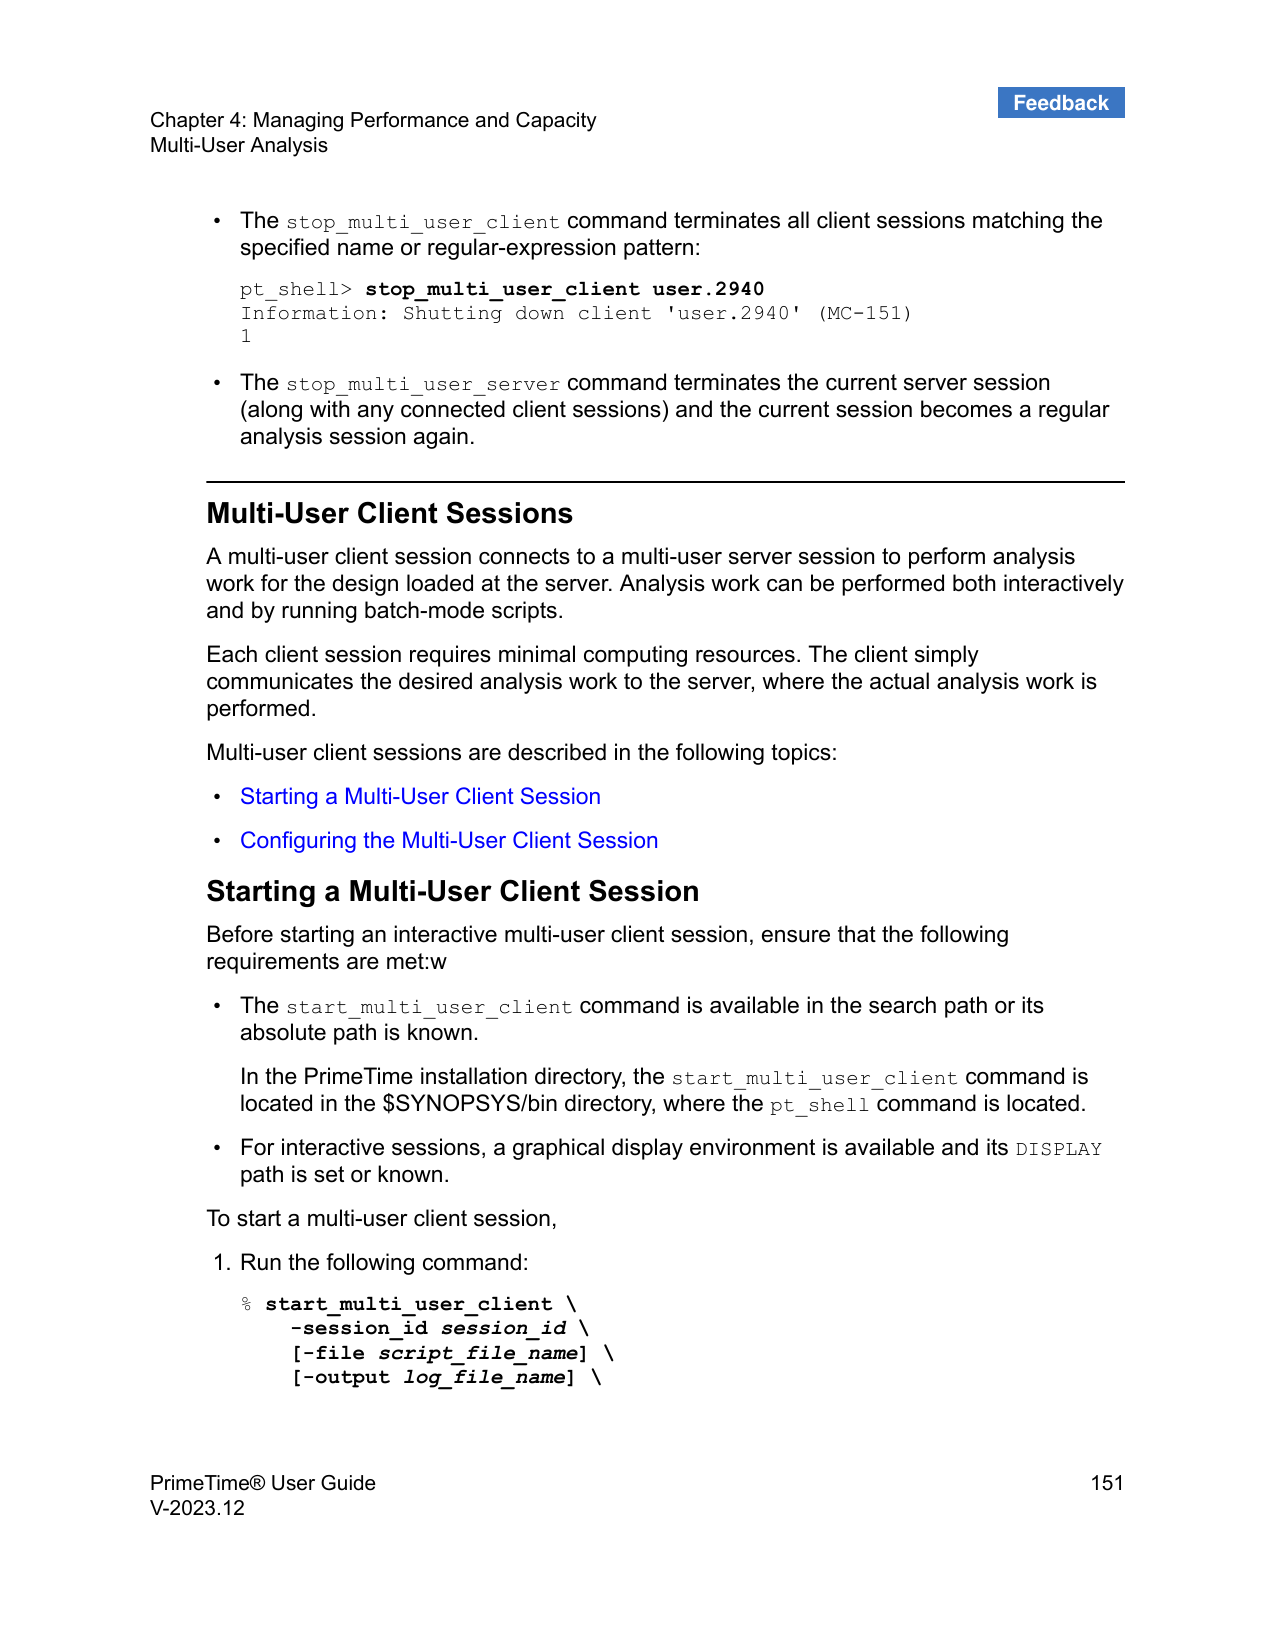 Feedback
Chapter 4: Managing Performance and Capacity
Multi-User Analysis
• The stop_multi_user_client command terminates all client sessions matching the
specified name or regular-expression pattern:
pt_shell> stop_multi_user_client user.2940
Information: Shutting down client 'user.2940' (MC-151)
1
• The stop_multi_user_server command terminates the current server session
(along with any connected client sessions) and the current session becomes a regular
analysis session again.
Multi-User Client Sessions
A multi-user client session connects to a multi-user server session to perform analysis
work for the design loaded at the server. Analysis work can be performed both interactively
and by running batch-mode scripts.
Each client session requires minimal computing resources. The client simply
communicates the desired analysis work to the server, where the actual analysis work is
performed.
Multi-user client sessions are described in the following topics:
• Starting a Multi-User Client Session
• Configuring the Multi-User Client Session
Starting a Multi-User Client Session
Before starting an interactive multi-user client session, ensure that the following
requirements are met:w
• The start_multi_user_client command is available in the search path or its
absolute path is known.
In the PrimeTime installation directory, the start_multi_user_client command is
located in the $SYNOPSYS/bin directory, where the pt_shell command is located.
• For interactive sessions, a graphical display environment is available and its DISPLAY
path is set or known.
To start a multi-user client session,
1. Run the following command:
% start_multi_user_client \
-session_id session_id \
[-file script_file_name] \
[-output log_file_name] \
PrimeTime® User Guide 151
V-2023.12